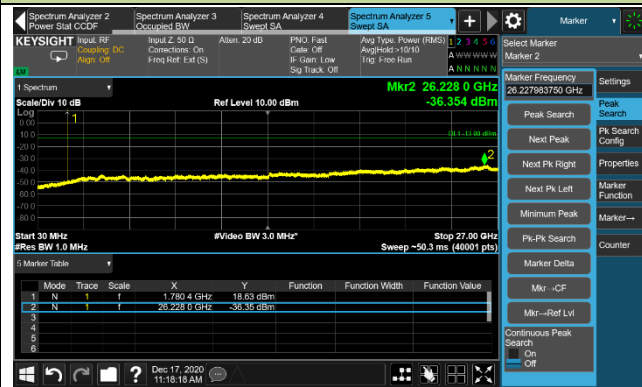 Spectrum Analyzer 2
Power Stat CCDF
Spectrum Analyzer 3
Occupied BW
Spectrum Analyzer 4
Swept SA
Spectrum Analyzer 5
Swept SA
Marker
KEYSIGHT
Input: RF
Coupling: DC
Align: Off
Input Z: 50 Ω
Corrections: On
Freq Ref: Ext (S)
Atten: 20 dB
PNO: Fast
Gate: Off
IF Gain: Low
Sig Track: Off
Avg Type: Power (RMS)
Avg|Hold:>10/10
Trig: Free Run
1 2 3 4 5 6
A W W W W W
A N N N N N
LVI
Select Marker
Marker 2
1 Spectrum
Scale/Div 10 dB
Ref Level 10.00 dBm
Mkr2 26.228 0 GHz
-36.354 dBm
Log
0.00
-10.0
-20.0
-30.0
-40.0
-50.0
-60.0
-70.0
-80.0
1
DL1 -13.00 dBm
2
Start 30 MHz
#Res BW 1.0 MHz
#Video BW 3.0 MHz*
Stop 27.00 GHz
Sweep ~50.3 ms (40001 pts)
5 Marker Table
Mode Trace Scale X Y Function Function Width Function Value
1 N 1 f 1.780 4 GHz 18.63 dBm
2 N 1 f 26.228 0 GHz -36.35 dBm
3
4
5
6
Marker Frequency
26.227983750 GHz
Peak Search
Next Peak
Next Pk Right
Next Pk Left
Minimum Peak
Pk-Pk Search
Marker Delta
Mkr→CF
Mkr→Ref Lvl
Continuous Peak
Search
On
Off
Settings
Peak
Search
Pk Search
Config
Properties
Marker
Function
Marker→
Counter
Dec 17, 2020
11:18:18 AM